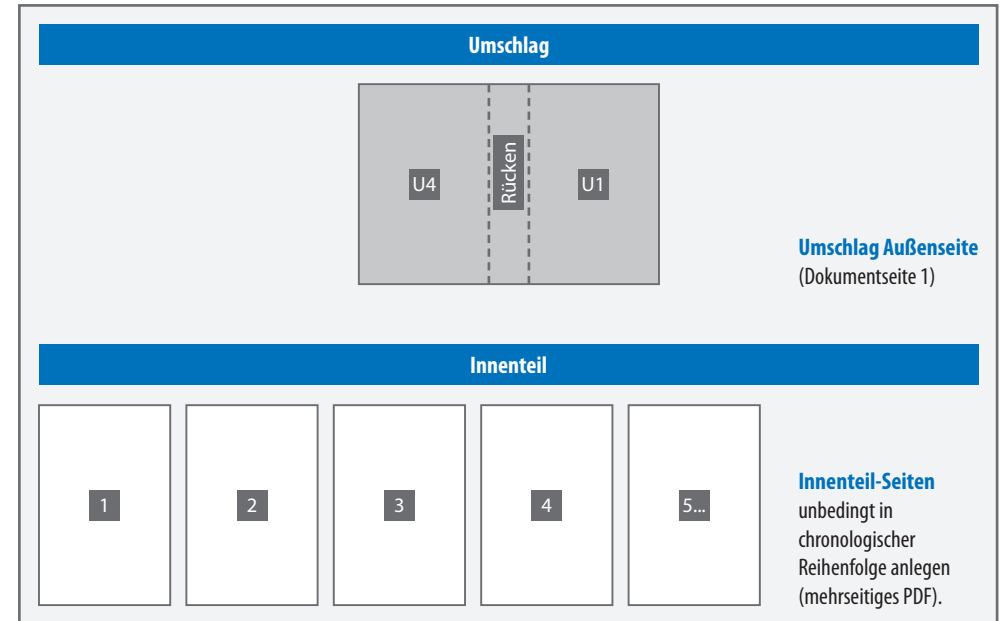 Umschlag
U4
Rücken
U1
Umschlag Außenseite
(Dokumentseite 1)
Innenteil
1
2
3
4
5...
Innenteil-Seiten
unbedingt in
chronologischer
Reihenfolge anlegen
(mehrseitiges PDF).